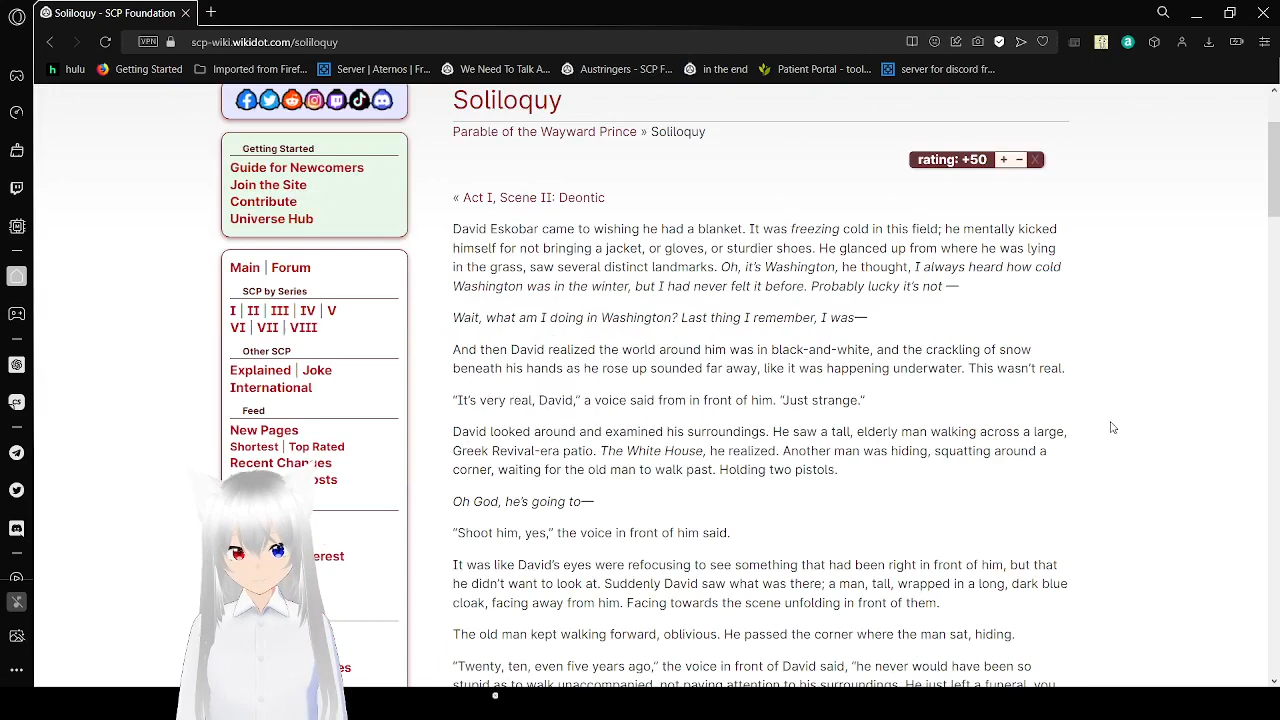 Soliloquy - SCP Foundation
VPN
scp-wiki.wikidot.com/soliloquy
hulu
Getting Started
Imported from Firef...
Server | Aternos | Fr...
We Need To Talk A...
Austringers - SCP F...
in the end
Patient Portal - tool...
server for discord fr...
Getting Started
Guide for Newcomers
Join the Site
Contribute
Universe Hub
Main | Forum
SCP by Series
I | II | III | IV | V
VI | VII | VIII
Other SCP
Explained | Joke
International
Feed
New Pages
Shortest | Top Rated
Recent Changes
Soliloquy
Parable of the Wayward Prince » Soliloquy
rating: +50 + − X
« Act I, Scene II: Deontic
David Eskobar came to wishing he had a blanket. It was freezing cold in this field; he mentally kicked
himself for not bringing a jacket, or gloves, or sturdier shoes. He glanced up from where he was lying
in the grass, saw several distinct landmarks. Oh, it's Washington, he thought, I always heard how cold
Washington was in the winter, but I had never felt it before. Probably lucky it's not —
Wait, what am I doing in Washington? Last thing I remember, I was—
And then David realized the world around him was in black-and-white, and the crackling of snow
beneath his hands as he rose up sounded far away, like it was happening underwater. This wasn't real.
“It's very real, David,” a voice said from in front of him. “Just strange.”
David looked around and examined his surroundings. He saw a tall, elderly man walking across a large,
Greek Revival-era patio. The White House, he realized. Another man was hiding, squatting around a
corner, waiting for the old man to walk past. Holding two pistols.
Oh God, he's going to—
“Shoot him, yes,” the voice in front of him said.
It was like David's eyes were refocusing to see something that had been right in front of him, but that
he didn't want to look at. Suddenly David saw what was there; a man, tall, wrapped in a long, dark blue
cloak, facing away from him. Facing towards the scene unfolding in front of them.
The old man kept walking forward, oblivious. He passed the corner where the man sat, hiding.
“Twenty, ten, even five years ago,” the voice in front of David said, “he never would have been so
stupid as to walk unaccompanied, not paying attention to his surroundings. He just left a funeral, you